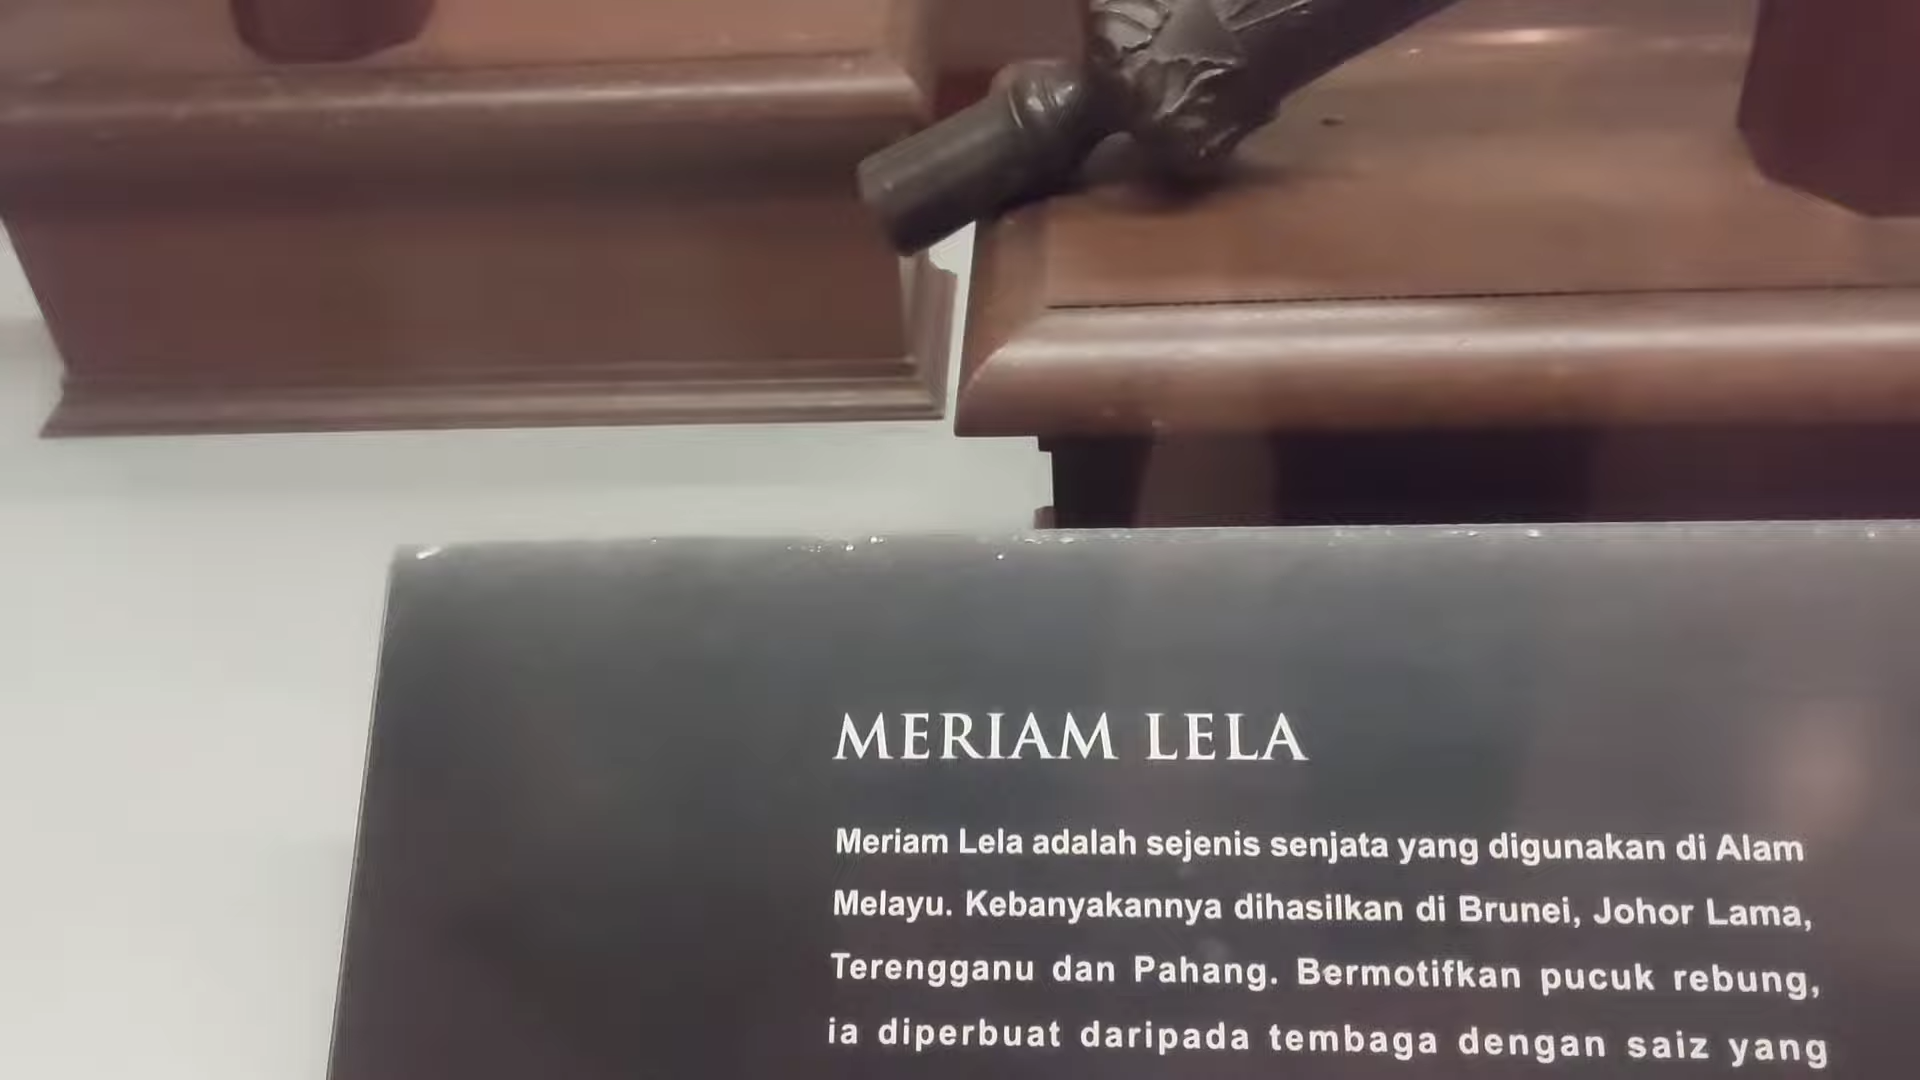 MERIAM LELA
Meriam Lela adalah sejenis senjata yang digunakan di Alam
Melayu. Kebanyakannya dihasilkan di Brunei, Johor Lama,
Terengganu dan Pahang. Bermotifkan pucuk rebung,
ia diperbuat daripada tembaga dengan saiz yang